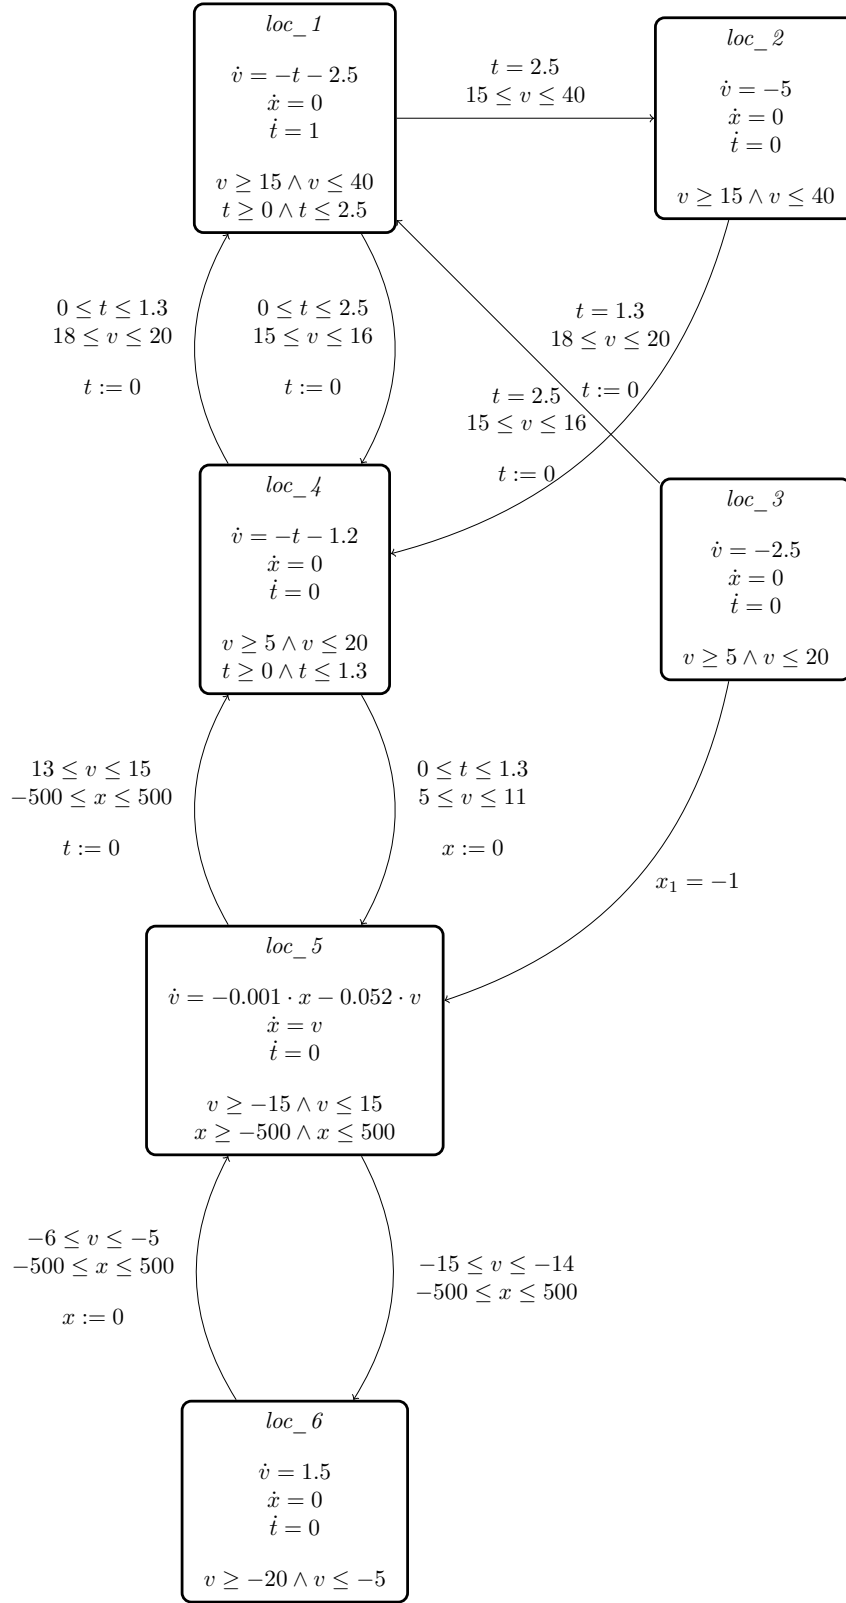 loc_1
v̇ = −t − 2.5
ẋ = 0
ṫ = 1
v ≥ 15 ∧ v ≤ 40
t ≥ 0 ∧ t ≤ 2.5
t = 2.5
15 ≤ v ≤ 40
loc_2
v̇ = −5
ẋ = 0
ṫ = 0
v ≥ 15 ∧ v ≤ 40
0 ≤ t ≤ 1.3
18 ≤ v ≤ 20
t := 0
0 ≤ t ≤ 2.5
15 ≤ v ≤ 16
t := 0
t = 1.3
18 ≤ v ≤ 20
t := 0
t = 2.5
15 ≤ v ≤ 16
t := 0
loc_4
v̇ = −t − 1.2
ẋ = 0
ṫ = 0
v ≥ 5 ∧ v ≤ 20
t ≥ 0 ∧ t ≤ 1.3
loc_3
v̇ = −2.5
ẋ = 0
ṫ = 0
v ≥ 5 ∧ v ≤ 20
13 ≤ v ≤ 15
−500 ≤ x ≤ 500
t := 0
0 ≤ t ≤ 1.3
5 ≤ v ≤ 11
x := 0
x₁ = −1
loc_5
v̇ = −0.001 · x − 0.052 · v
ẋ = v
ṫ = 0
v ≥ −15 ∧ v ≤ 15
x ≥ −500 ∧ x ≤ 500
−6 ≤ v ≤ −5
−500 ≤ x ≤ 500
x := 0
−15 ≤ v ≤ −14
−500 ≤ x ≤ 500
loc_6
v̇ = 1.5
ẋ = 0
ṫ = 0
v ≥ −20 ∧ v ≤ −5